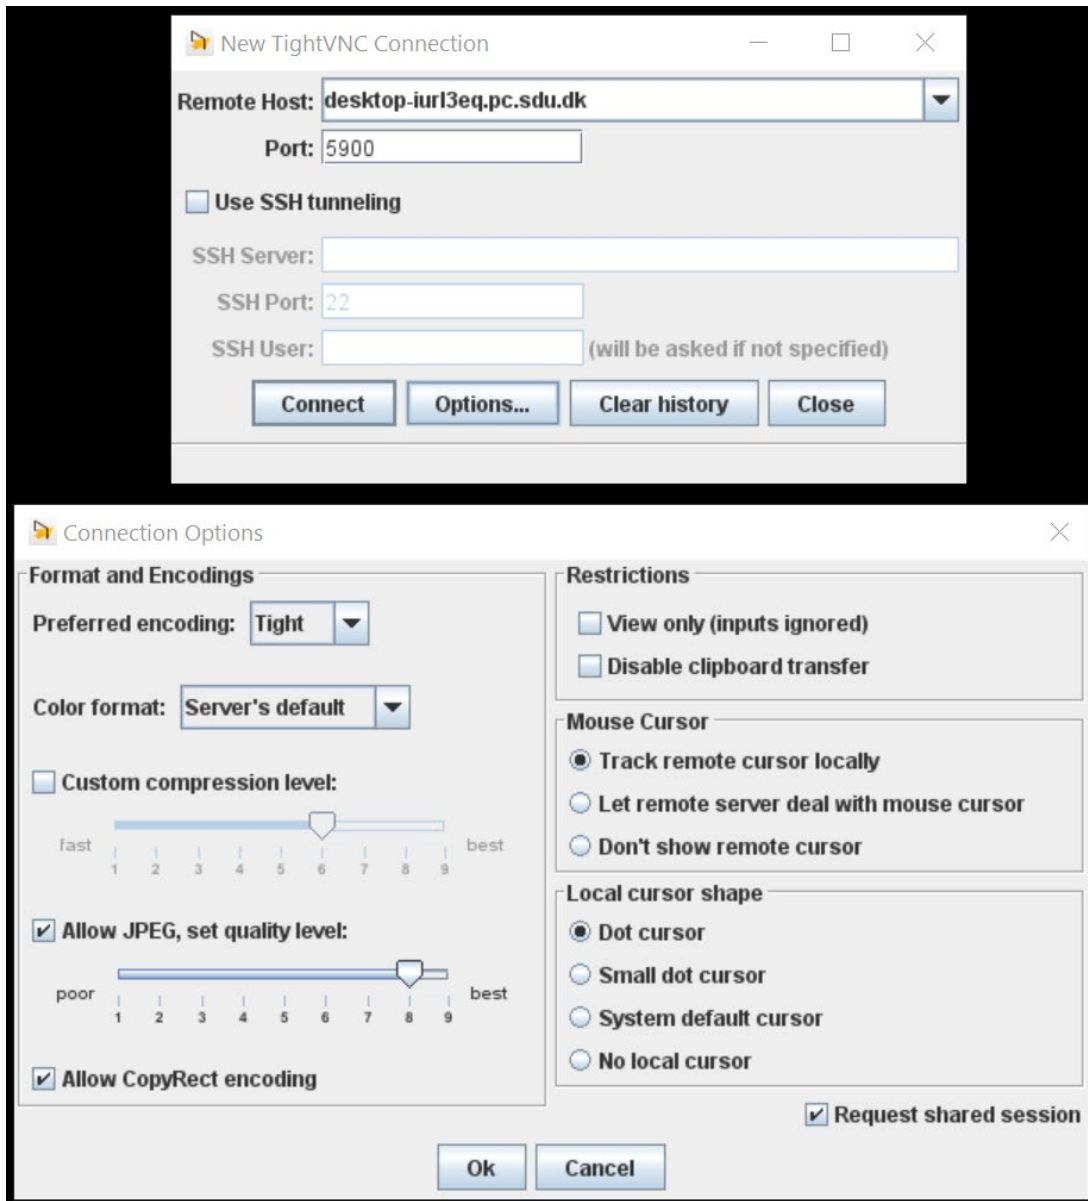 New TightVNC Connection
Remote Host: desktop-iurl3eq.pc.sdu.dk
Port: 5900
Use SSH tunneling
SSH Server:
SSH Port: 22
SSH User: (will be asked if not specified)
Connect Options... Clear history Close
Connection Options
Format and Encodings
Preferred encoding: Tight
Color format: Server's default
Custom compression level:
fast best
1 2 3 4 5 6 7 8 9
Allow JPEG, set quality level:
poor best
1 2 3 4 5 6 7 8 9
Allow CopyRect encoding
Restrictions
View only (inputs ignored)
Disable clipboard transfer
Mouse Cursor
Track remote cursor locally
Let remote server deal with mouse cursor
Don't show remote cursor
Local cursor shape
Dot cursor
Small dot cursor
System default cursor
No local cursor
Request shared session
Ok Cancel